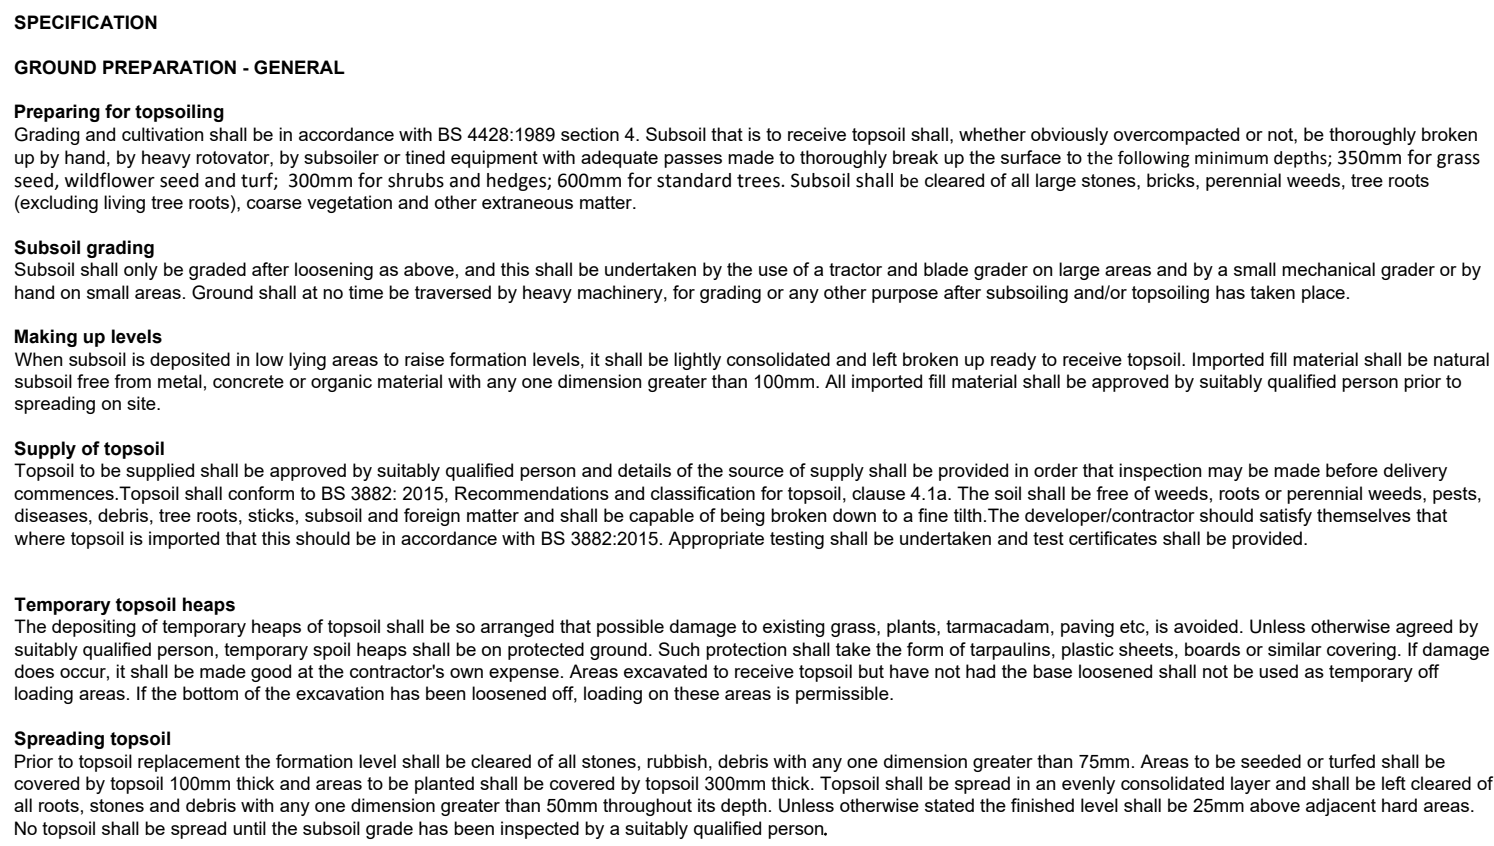 SPECIFICATION
GROUND PREPARATION - GENERAL
Preparing for topsoiling
Grading and cultivation shall be in accordance with BS 4428:1989 section 4. Subsoil that is to receive topsoil shall, whether obviously overcompacted or not, be thoroughly broken
up by hand, by heavy rotovator, by subsoiler or tined equipment with adequate passes made to thoroughly break up the surface to the following minimum depths; 350mm for grass
seed, wildflower seed and turf;  300mm for shrubs and hedges; 600mm for standard trees. Subsoil shall be cleared of all large stones, bricks, perennial weeds, tree roots
(excluding living tree roots), coarse vegetation and other extraneous matter.
Subsoil grading
Subsoil shall only be graded after loosening as above, and this shall be undertaken by the use of a tractor and blade grader on large areas and by a small mechanical grader or by
hand on small areas. Ground shall at no time be traversed by heavy machinery, for grading or any other purpose after subsoiling and/or topsoiling has taken place.
Making up levels
When subsoil is deposited in low lying areas to raise formation levels, it shall be lightly consolidated and left broken up ready to receive topsoil. Imported fill material shall be natural
subsoil free from metal, concrete or organic material with any one dimension greater than 100mm. All imported fill material shall be approved by suitably qualified person prior to
spreading on site.
Supply of topsoil
Topsoil to be supplied shall be approved by suitably qualified person and details of the source of supply shall be provided in order that inspection may be made before delivery
commences.Topsoil shall conform to BS 3882: 2015, Recommendations and classification for topsoil, clause 4.1a. The soil shall be free of weeds, roots or perennial weeds, pests,
diseases, debris, tree roots, sticks, subsoil and foreign matter and shall be capable of being broken down to a fine tilth.The developer/contractor should satisfy themselves that
where topsoil is imported that this should be in accordance with BS 3882:2015. Appropriate testing shall be undertaken and test certificates shall be provided.
Temporary topsoil heaps
The depositing of temporary heaps of topsoil shall be so arranged that possible damage to existing grass, plants, tarmacadam, paving etc, is avoided. Unless otherwise agreed by
suitably qualified person, temporary spoil heaps shall be on protected ground. Such protection shall take the form of tarpaulins, plastic sheets, boards or similar covering. If damage
does occur, it shall be made good at the contractor's own expense. Areas excavated to receive topsoil but have not had the base loosened shall not be used as temporary off
loading areas. If the bottom of the excavation has been loosened off, loading on these areas is permissible.
Spreading topsoil
Prior to topsoil replacement the formation level shall be cleared of all stones, rubbish, debris with any one dimension greater than 75mm. Areas to be seeded or turfed shall be
covered by topsoil 100mm thick and areas to be planted shall be covered by topsoil 300mm thick. Topsoil shall be spread in an evenly consolidated layer and shall be left cleared of
all roots, stones and debris with any one dimension greater than 50mm throughout its depth. Unless otherwise stated the finished level shall be 25mm above adjacent hard areas.
No topsoil shall be spread until the subsoil grade has been inspected by a suitably qualified person.